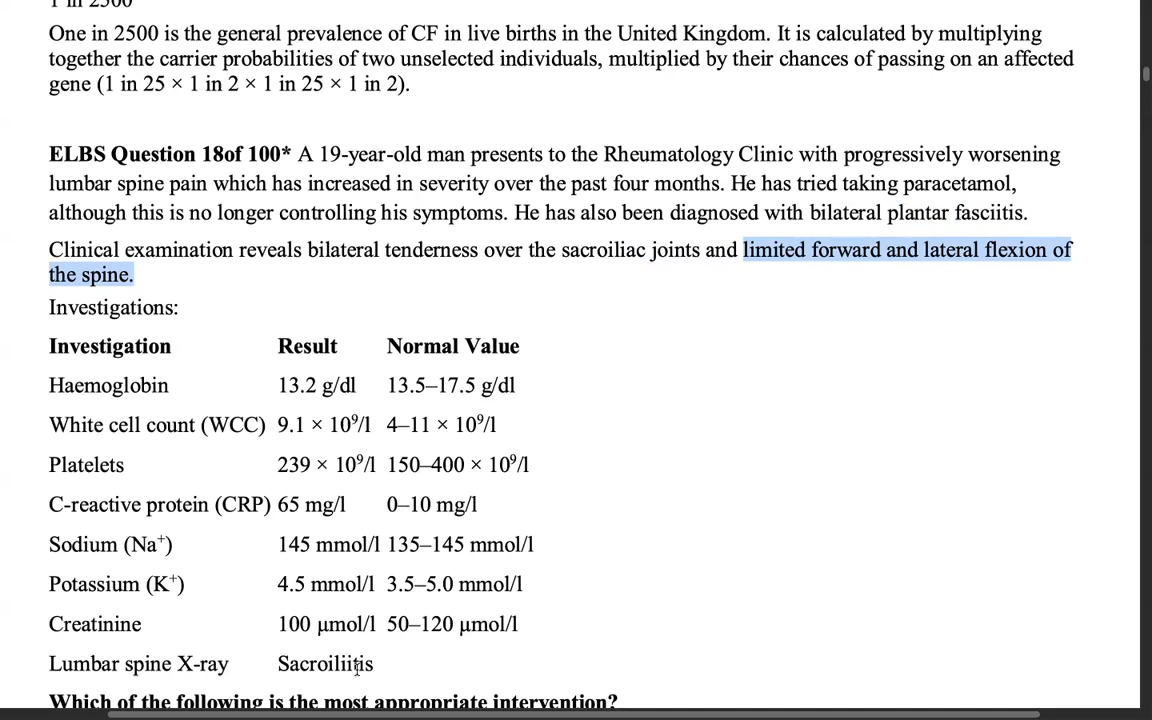 1 in 2500
One in 2500 is the general prevalence of CF in live births in the United Kingdom. It is calculated by multiplying
together the carrier probabilities of two unselected individuals, multiplied by their chances of passing on an affected
gene (1 in 25 × 1 in 2 × 1 in 25 × 1 in 2).
ELBS Question 18of 100* A 19-year-old man presents to the Rheumatology Clinic with progressively worsening
lumbar spine pain which has increased in severity over the past four months. He has tried taking paracetamol,
although this is no longer controlling his symptoms. He has also been diagnosed with bilateral plantar fasciitis.
Clinical examination reveals bilateral tenderness over the sacroiliac joints and limited forward and lateral flexion of
the spine.
Investigations:
Investigation Result Normal Value
Haemoglobin 13.2 g/dl 13.5–17.5 g/dl
White cell count (WCC) 9.1 × 10⁹/l 4–11 × 10⁹/l
Platelets 239 × 10⁹/l 150–400 × 10⁹/l
C-reactive protein (CRP) 65 mg/l 0–10 mg/l
Sodium (Na⁺) 145 mmol/l 135–145 mmol/l
Potassium (K⁺) 4.5 mmol/l 3.5–5.0 mmol/l
Creatinine 100 µmol/l 50–120 µmol/l
Lumbar spine X-ray Sacroiliitis
Which of the following is the most appropriate intervention?